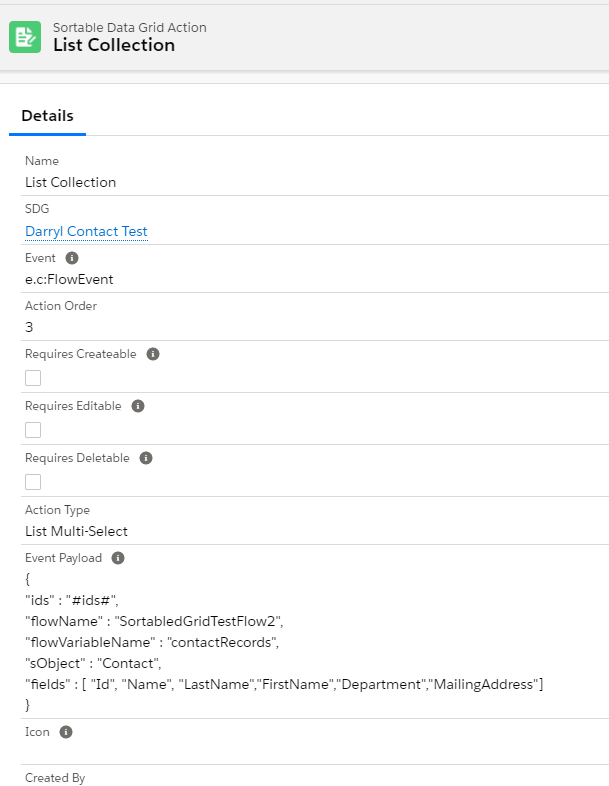 Sortable Data Grid Action
List Collection
Details
Name
List Collection
SDG
Darryl Contact Test
Event
e.c:FlowEvent
Action Order
3
Requires Createable
Requires Editable
Requires Deletable
Action Type
List Multi-Select
Event Payload
{
"ids" : "#ids#",
"flowName" : "SortabledGridTestFlow2",
"flowVariableName" : "contactRecords",
"sObject" : "Contact",
"fields" : [ "Id", "Name", "LastName","FirstName","Department","MailingAddress"]
}
Icon
Created By